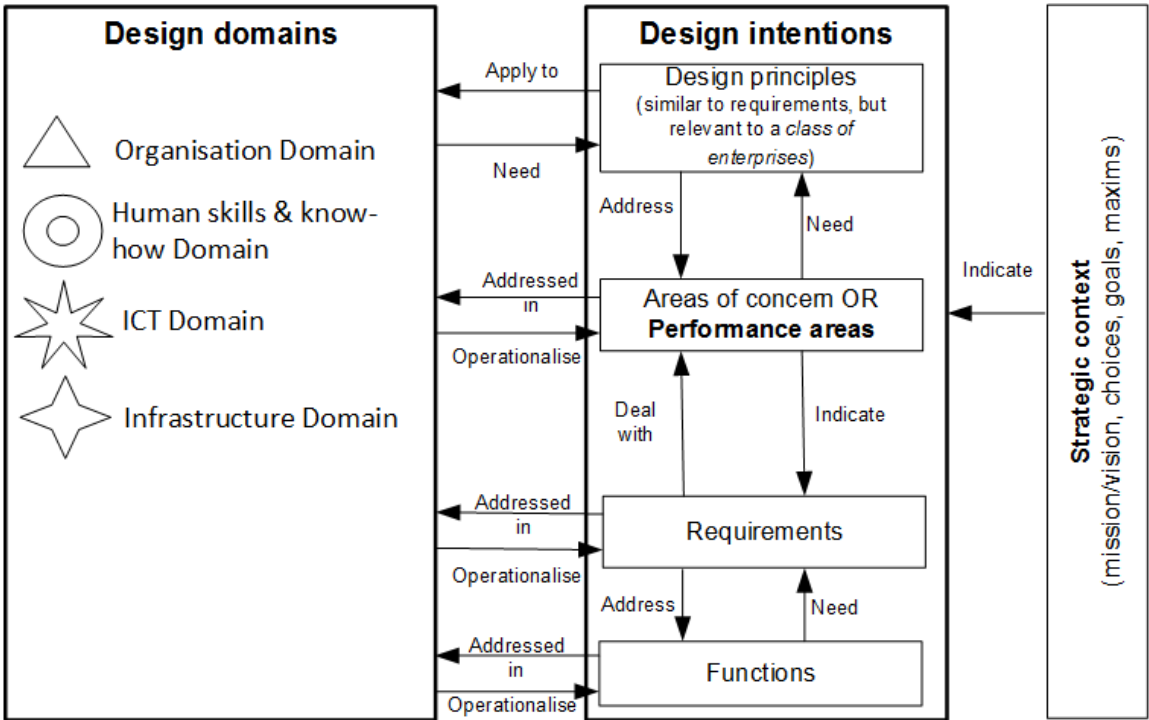 Design domains
Organisation Domain
Human skills & know-
how Domain
ICT Domain
Infrastructure Domain
Apply to
Need
Addressed
in
Operationalise
Addressed
in
Operationalise
Addressed
in
Operationalise
Design intentions
Design principles
(similar to requirements, but
relevant to a class of
enterprises)
Address
Need
Areas of concern OR
Performance areas
Deal
with
Indicate
Requirements
Address
Need
Functions
Indicate
Strategic context
(mission/vision, choices, goals, maxims)